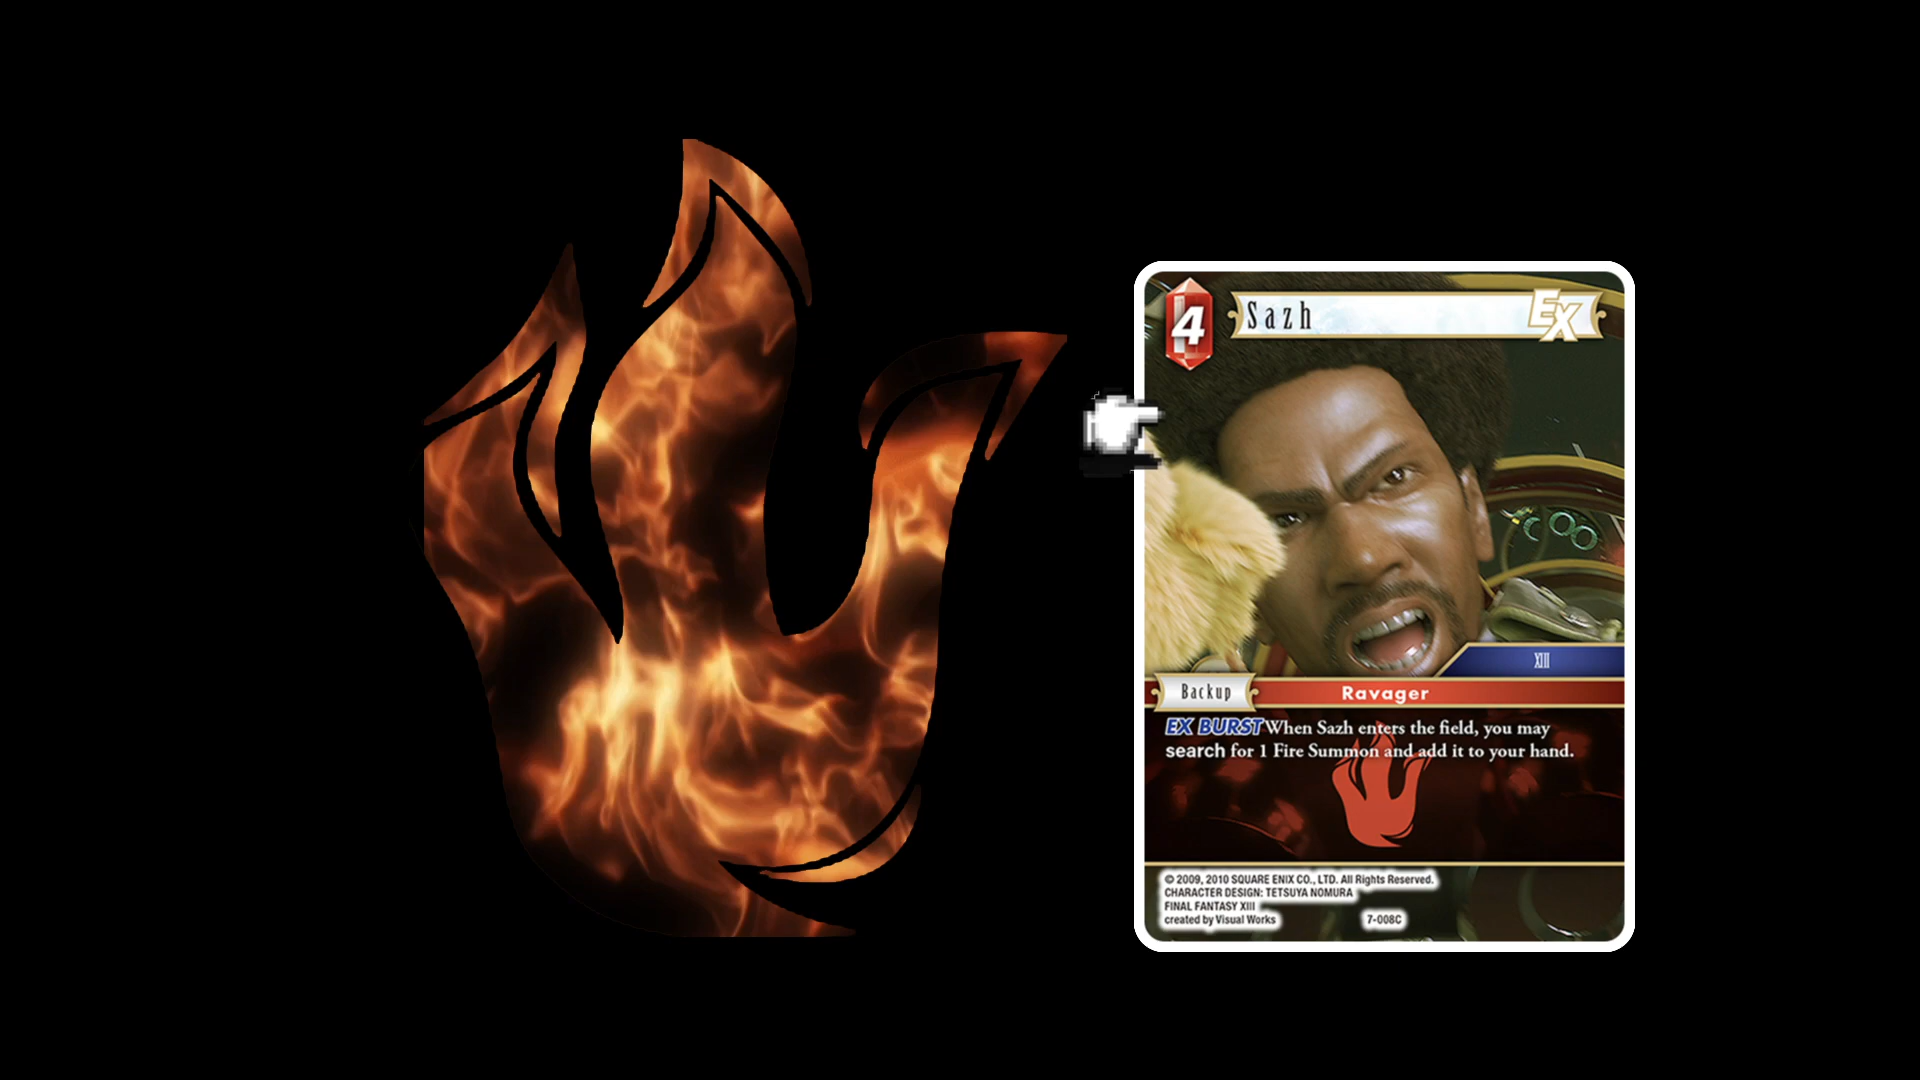 4
Sazh
EX
XIII
Backup
Ravager
EX BURST When Sazh enters the field, you may
search for 1 Fire Summon and add it to your hand.
© 2009, 2010 SQUARE ENIX CO., LTD. All Rights Reserved.
CHARACTER DESIGN: TETSUYA NOMURA
FINAL FANTASY XIII
created by Visual Works
7-008C